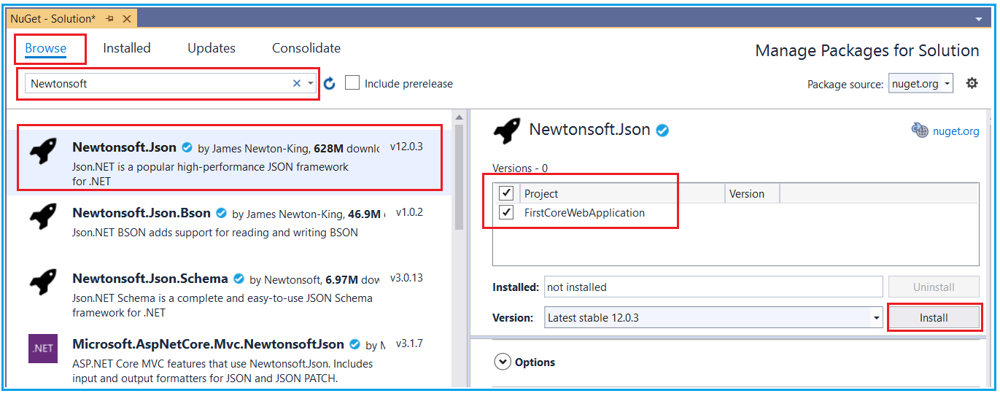 NuGet - Solution*
Browse Installed Updates Consolidate
Manage Packages for Solution
Newtonsoft
Include prerelease
Package source: nuget.org
Newtonsoft.Json by James Newton-King, 628M downlo v12.0.3
Json.NET is a popular high-performance JSON framework
for .NET
Newtonsoft.Json.Bson by James Newton-King, 46.9M d v1.0.2
Json.NET BSON adds support for reading and writing BSON
Newtonsoft.Json.Schema by Newtonsoft, 6.97M dow v3.0.13
Json.NET Schema is a complete and easy-to-use JSON Schema
framework for .NET
.NET
Microsoft.AspNetCore.Mvc.NewtonsoftJson by M v3.1.7
ASP.NET Core MVC features that use Newtonsoft.Json. Includes
input and output formatters for JSON and JSON PATCH.
Newtonsoft.Json
nuget.org
Versions - 0
Project Version
FirstCoreWebApplication
Installed: not installed Uninstall
Version: Latest stable 12.0.3 Install
Options